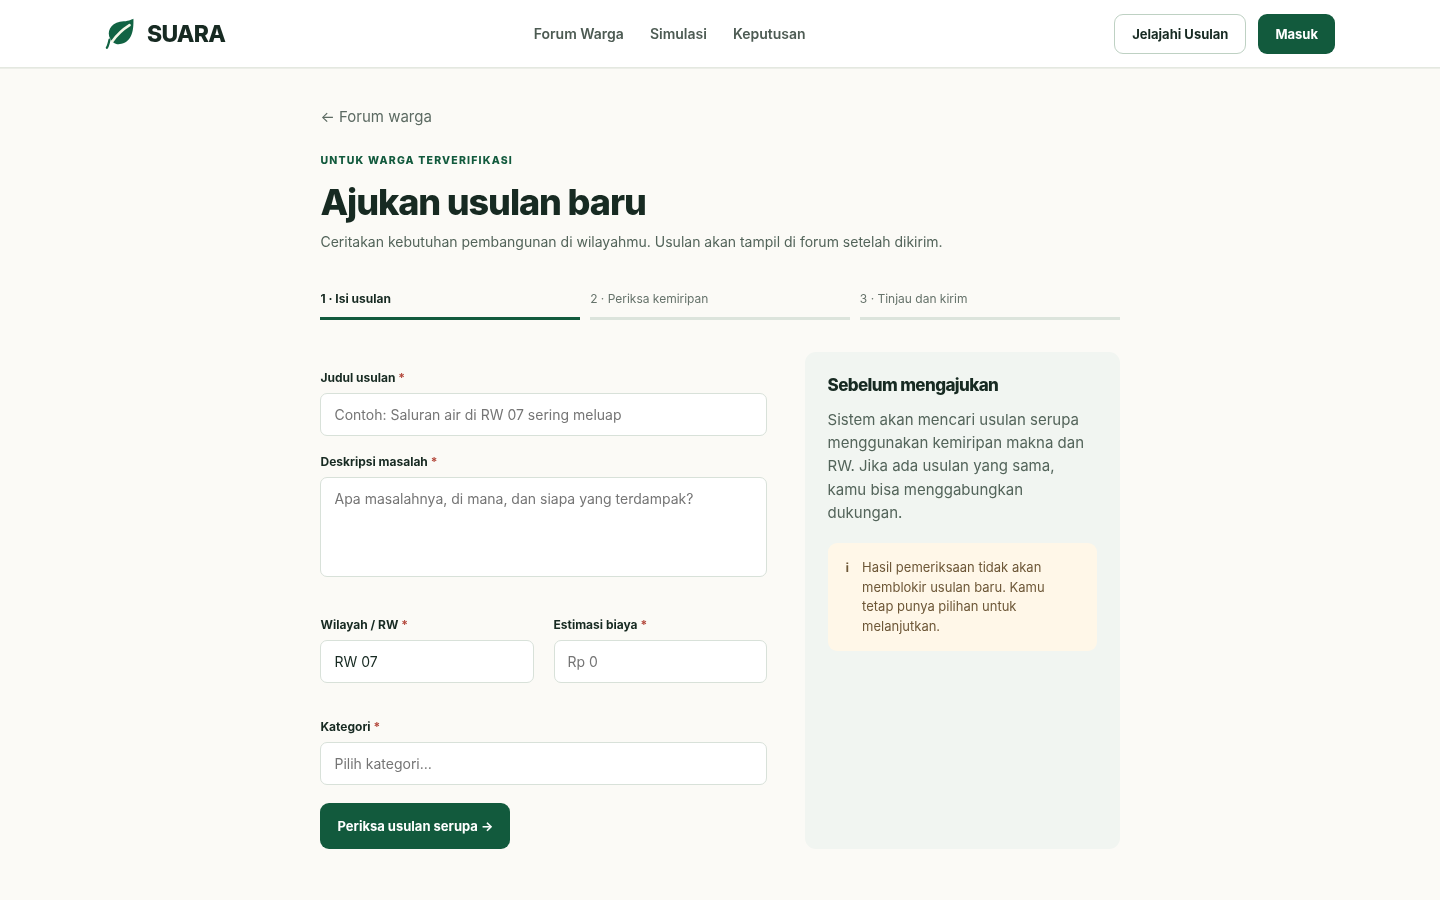 SUARA
Forum Warga
Simulasi
Keputusan
Jelajahi Usulan
Masuk
← Forum warga
UNTUK WARGA TERVERIFIKASI
Ajukan usulan baru
Ceritakan kebutuhan pembangunan di wilayahmu. Usulan akan tampil di forum setelah dikirim.
1 · Isi usulan
2 · Periksa kemiripan
3 · Tinjau dan kirim
Judul usulan *
Contoh: Saluran air di RW 07 sering meluap
Deskripsi masalah *
Apa masalahnya, di mana, dan siapa yang terdampak?
Wilayah / RW *
RW 07
Estimasi biaya *
Rp 0
Kategori *
Pilih kategori...
Periksa usulan serupa →
Sebelum mengajukan
Sistem akan mencari usulan serupa
menggunakan kemiripan makna dan
RW. Jika ada usulan yang sama,
kamu bisa menggabungkan
dukungan.
i Hasil pemeriksaan tidak akan
memblokir usulan baru. Kamu
tetap punya pilihan untuk
melanjutkan.